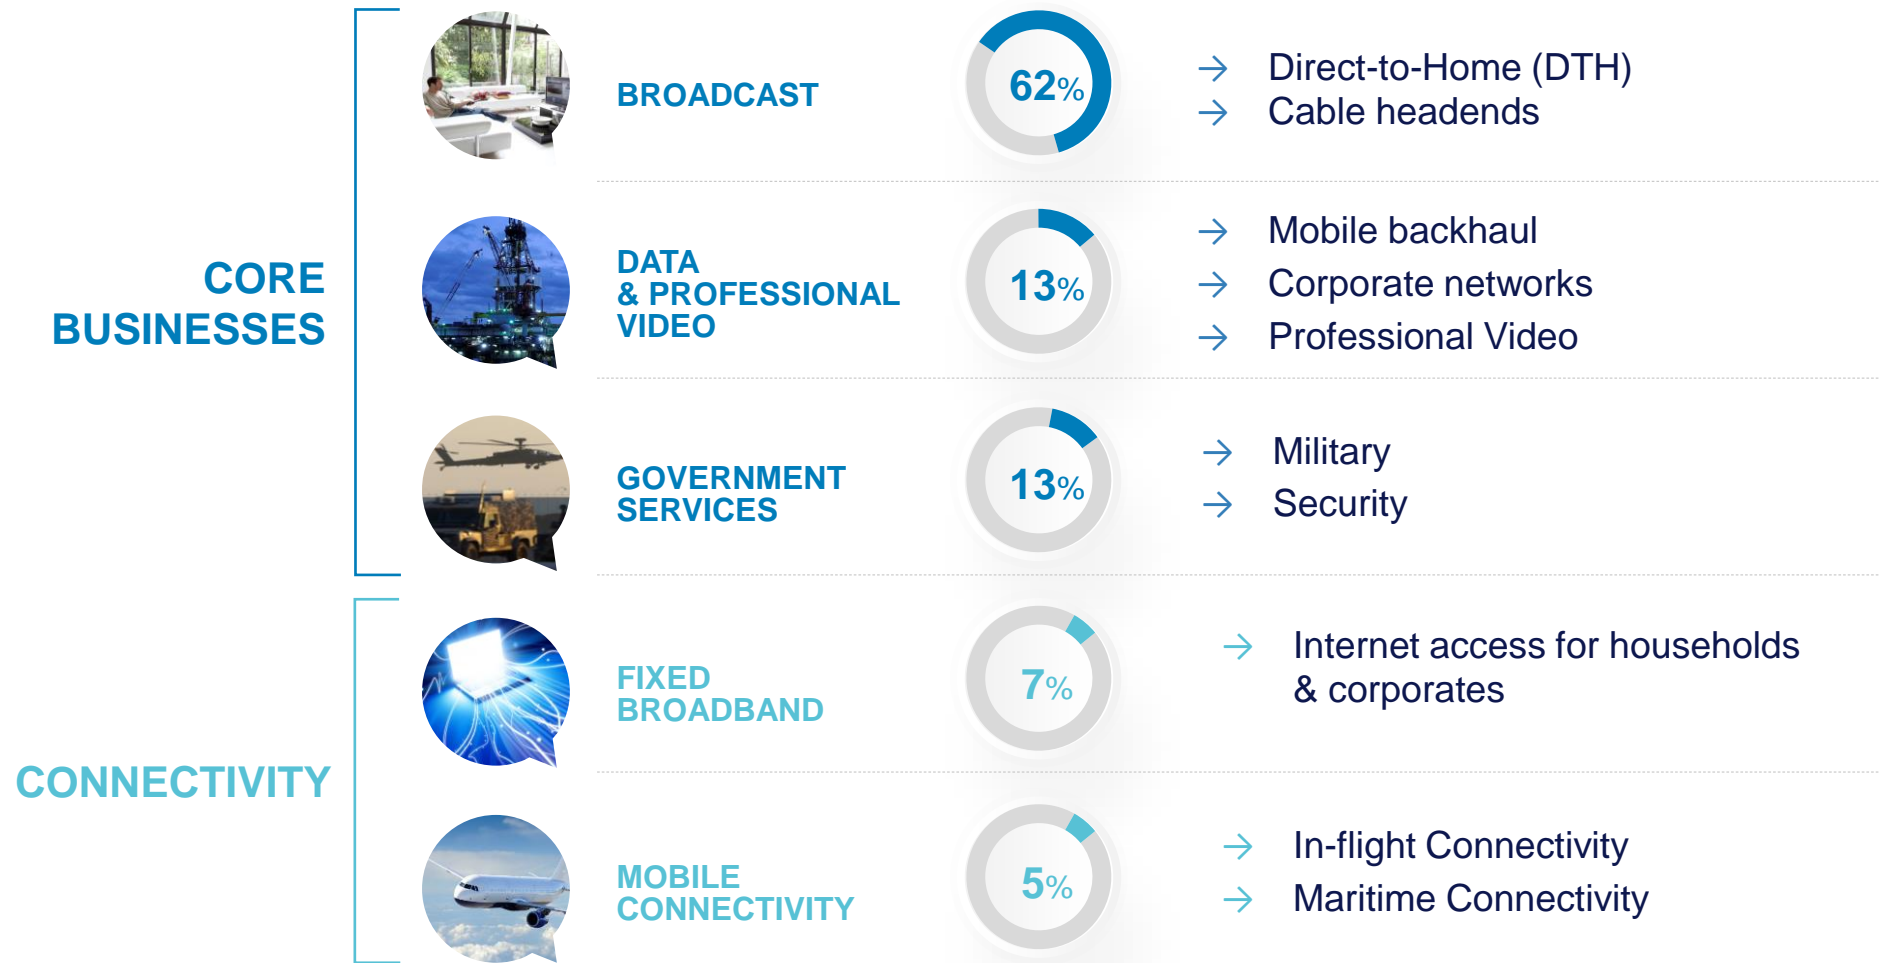 CORE
BUSINESSES
BROADCAST
62%
→ Direct-to-Home (DTH)
→ Cable headends
DATA
& PROFESSIONAL
VIDEO
13%
→ Mobile backhaul
→ Corporate networks
→ Professional Video
GOVERNMENT
SERVICES
13%
→ Military
→ Security
CONNECTIVITY
FIXED
BROADBAND
7%
→ Internet access for households
& corporates
MOBILE
CONNECTIVITY
5%
→ In-flight Connectivity
→ Maritime Connectivity